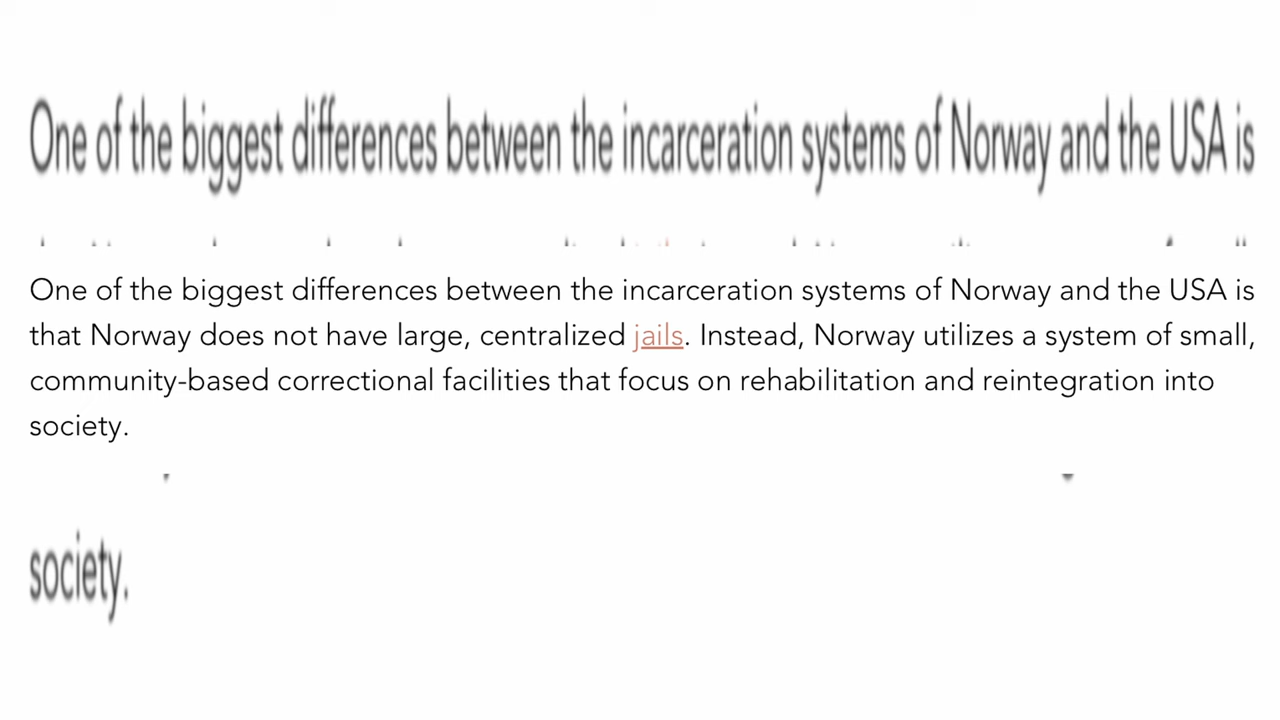 One of the biggest differences between the incarceration systems of Norway and the USA is
One of the biggest differences between the incarceration systems of Norway and the USA is
that Norway does not have large, centralized jails. Instead, Norway utilizes a system of small,
community-based correctional facilities that focus on rehabilitation and reintegration into
society.
society.